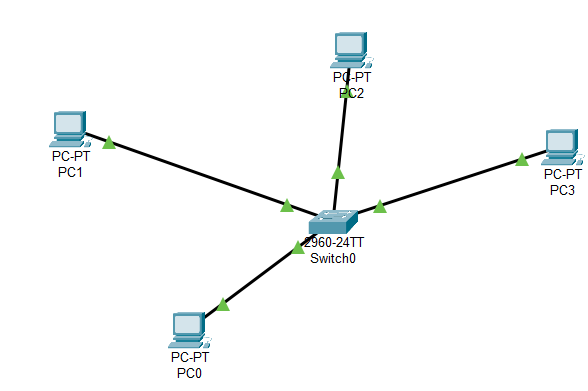 PC-PT
PC2
PC-PT
PC1
PC-PT
PC3
2960-24TT
Switch0
PC-PT
PC0